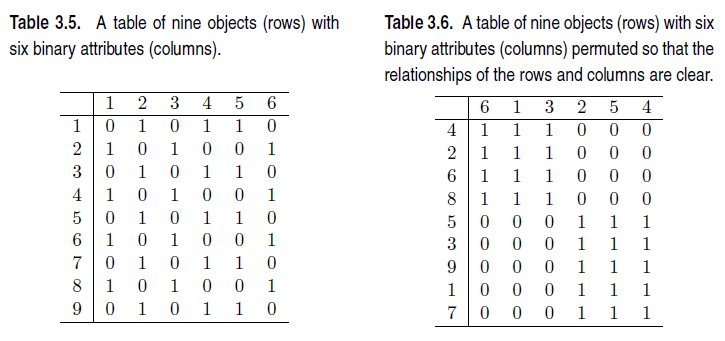 Table 3.5. A table of nine objects (rows) with
six binary attributes (columns).
1 2 3 4 5 6
1 0 1 0 1 1 0
2 1 0 1 0 0 1
3 0 1 0 1 1 0
4 1 0 1 0 0 1
5 0 1 0 1 1 0
6 1 0 1 0 0 1
7 0 1 0 1 1 0
8 1 0 1 0 0 1
9 0 1 0 1 1 0
Table 3.6. A table of nine objects (rows) with six
binary attributes (columns) permuted so that the
relationships of the rows and columns are clear.
6 1 3 2 5 4
4 1 1 1 0 0 0
2 1 1 1 0 0 0
6 1 1 1 0 0 0
8 1 1 1 0 0 0
5 0 0 0 1 1 1
3 0 0 0 1 1 1
9 0 0 0 1 1 1
1 0 0 0 1 1 1
7 0 0 0 1 1 1